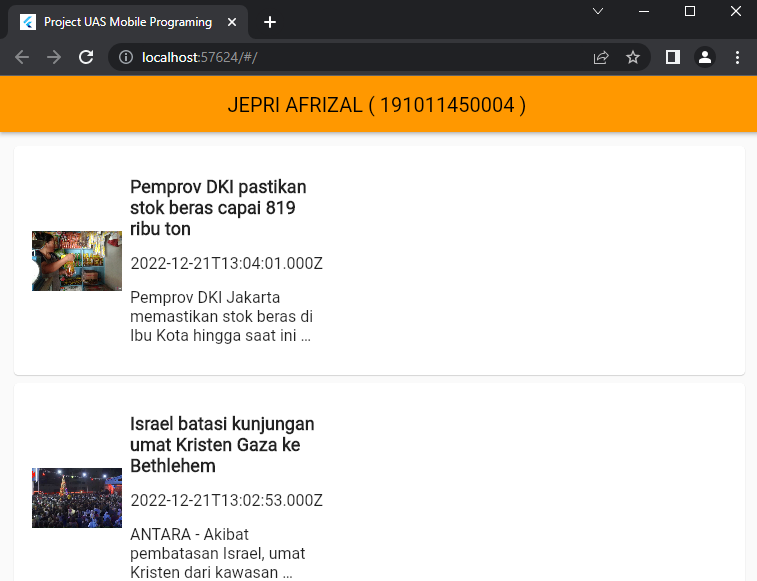 Project UAS Mobile Programing
localhost:57624/#/
JEPRI AFRIZAL ( 191011450004 )
Pemprov DKI pastikan
stok beras capai 819
ribu ton
2022-12-21T13:04:01.000Z
Pemprov DKI Jakarta
memastikan stok beras di
Ibu Kota hingga saat ini ...
Israel batasi kunjungan
umat Kristen Gaza ke
Bethlehem
2022-12-21T13:02:53.000Z
ANTARA - Akibat
pembatasan Israel, umat
Kristen dari kawasan ...